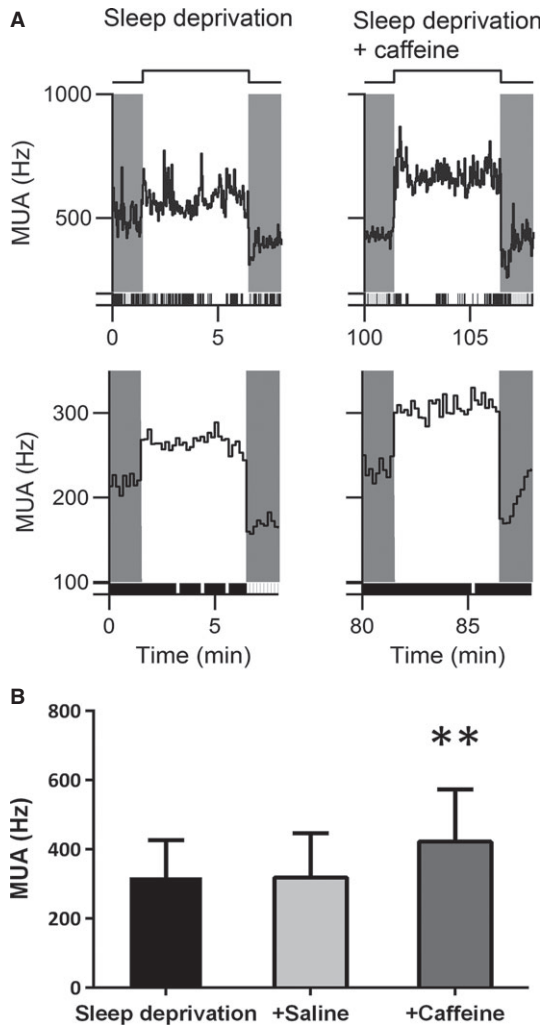 A
Sleep deprivation
Sleep deprivation
+ caffeine
MUA (Hz)
1000
500
0
5
100
105
MUA (Hz)
300
200
100
0
5
80
85
Time (min)
Time (min)
B
MUA (Hz)
800
600
400
200
0
**
Sleep deprivation
+Saline
+Caffeine